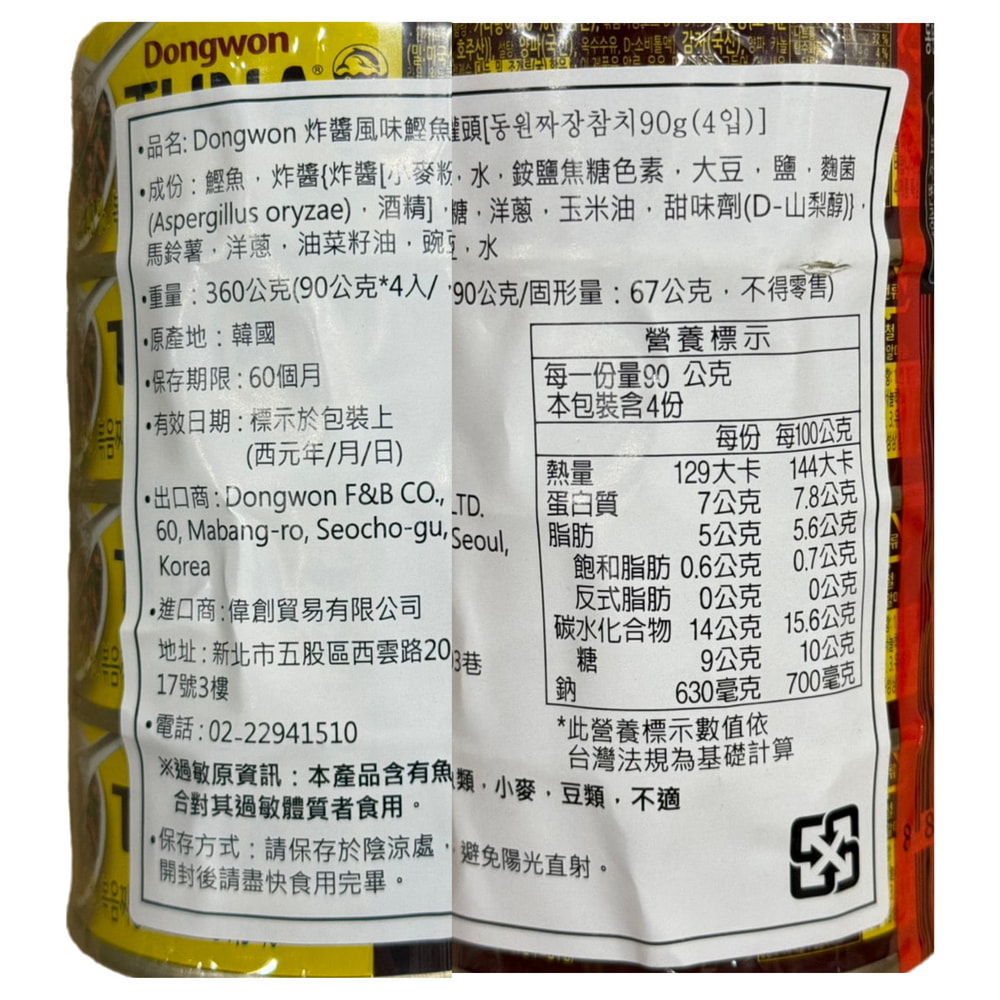 Dongwon
•品名: Dongwon 炸醬風味鰹魚罐頭[동원짜장참치90g(4입)]
•成份：鰹魚，炸醬{炸醬[小麥粉，水，銨鹽焦糖色素，大豆，鹽，麴菌
(Aspergillus oryzae)，酒精]，糖，洋蔥，玉米油，甜味劑(D-山梨醇)}，
馬鈴薯，洋蔥，油菜籽油，豌豆，水
•重量：360公克(90公克*4入/ 90公克/固形量：67公克，不得零售)
•原產地：韓國
•保存期限：60個月
•有效日期：標示於包裝上
(西元年/月/日)
•出口商：Dongwon F&B CO., LTD.
60, Mabang-ro, Seocho-gu, Seoul,
Korea
•進口商：偉創貿易有限公司
地址：新北市五股區西雲路203巷
17號3樓
•電話：02-22941510
※過敏原資訊：本產品含有魚類，小麥，豆類，不適
合對其過敏體質者食用。
•保存方式：請保存於陰涼處，避免陽光直射。
開封後請盡快食用完畢。
營養標示
每一份量90 公克
本包裝含4份
每份 每100公克
熱量 129大卡 144大卡
蛋白質 7公克 7.8公克
脂肪 5公克 5.6公克
飽和脂肪 0.6公克 0.7公克
反式脂肪 0公克 0公克
碳水化合物 14公克 15.6公克
糖 9公克 10公克
鈉 630毫克 700毫克
*此營養標示數值依
台灣法規為基礎計算